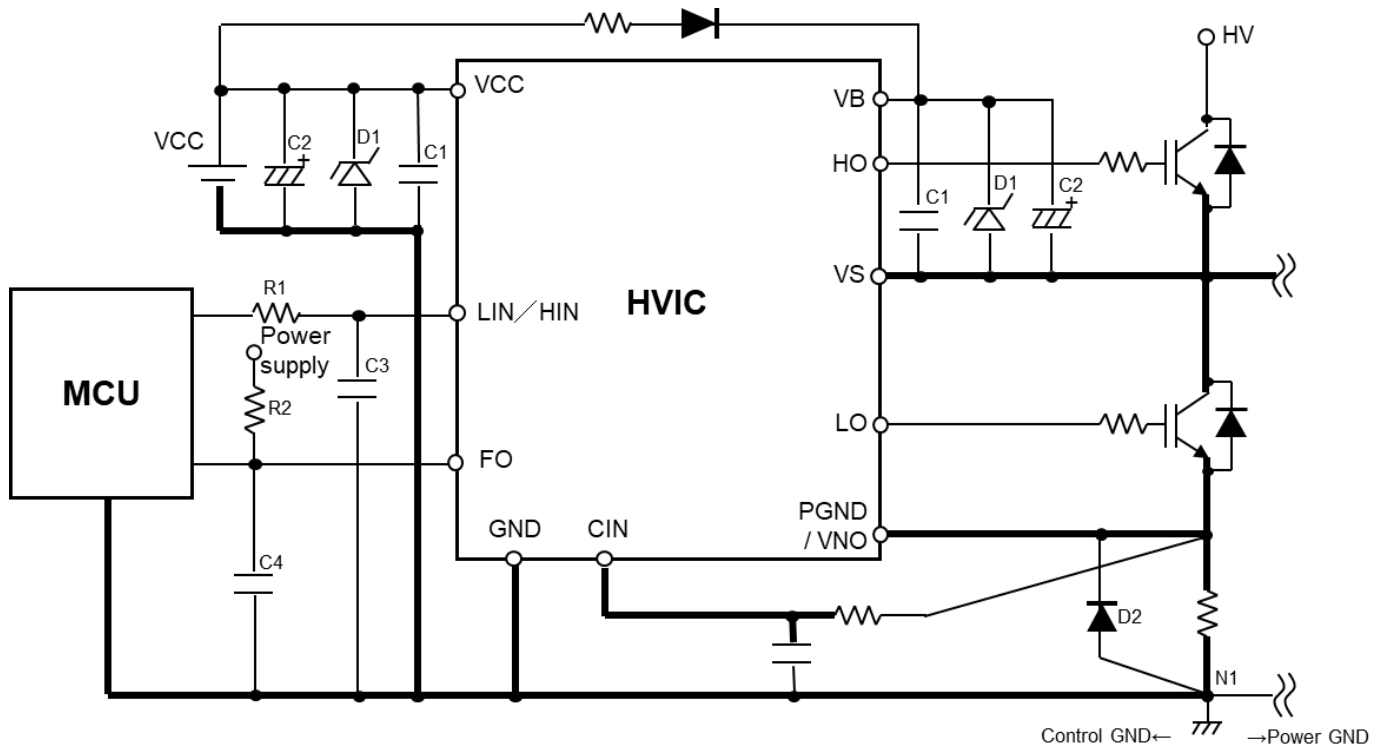 HV
VCC
VB
VCC
C2
+
D1
C1
HO
C1
D1
C2
+
VS
R1
LIN／HIN
HVIC
Power
supply
C3
MCU
R2
LO
FO
PGND
/ VNO
GND
CIN
C4
D2
N1
Control GND←
→Power GND